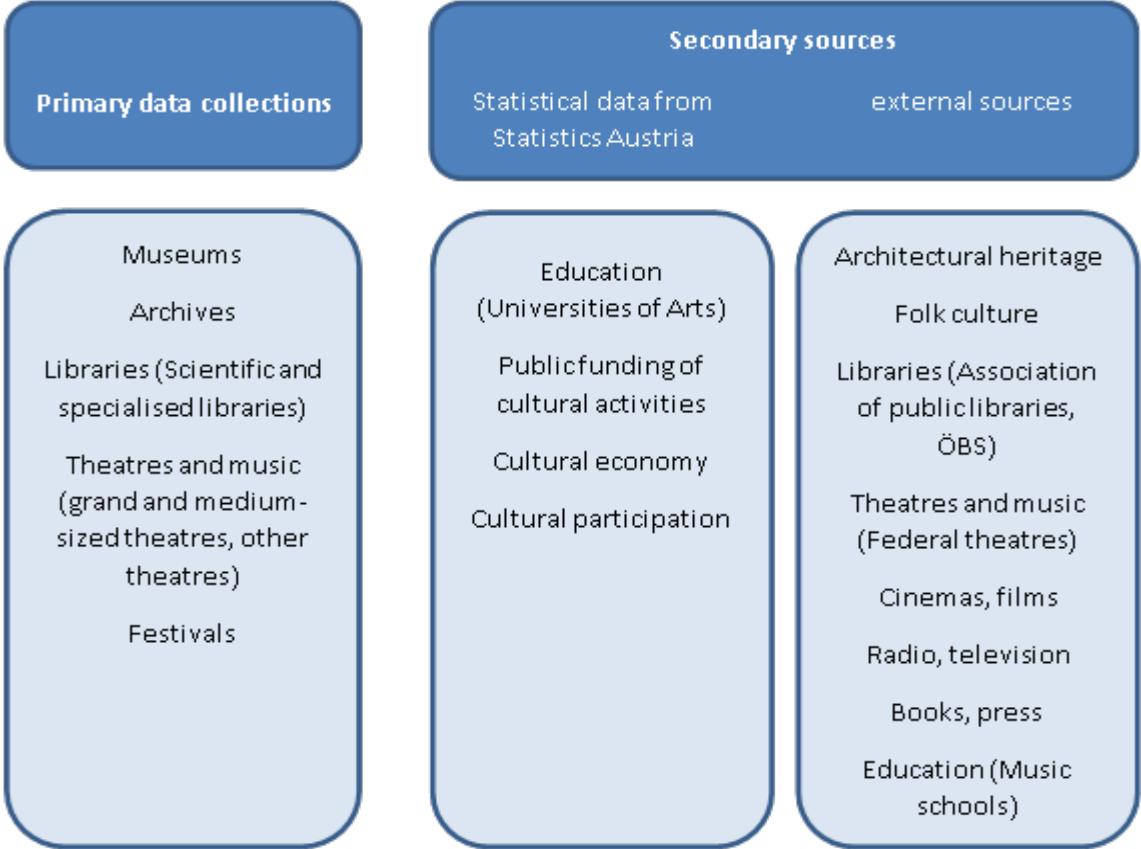 Primary data collections
Secondary sources
Statistical data from
Statistics Austria
external sources
Museums
Archives
Libraries (Scientific and
specialised libraries)
Theatres and music
(grand and medium-
sized theatres, other
theatres)
Festivals
Education
(Universities of Arts)
Public funding of
cultural activities
Cultural economy
Cultural participation
Architectural heritage
Folk culture
Libraries (Association
of public libraries,
ÖBS)
Theatres and music
(Federal theatres)
Cinemas, films
Radio, television
Books, press
Education (Music
schools)